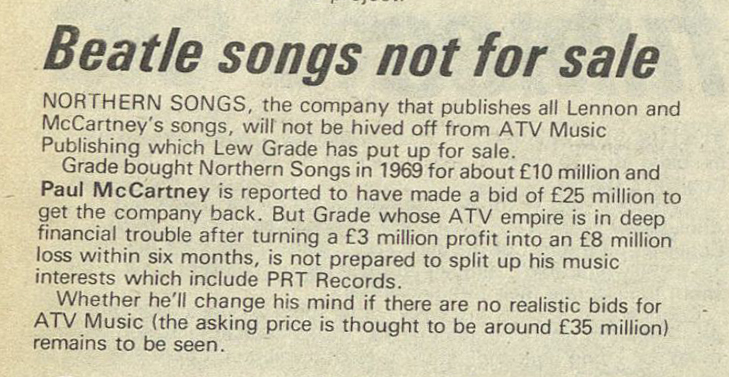 Beatle songs not for sale
NORTHERN SONGS, the company that publishes all Lennon and
McCartney's songs, will not be hived off from ATV Music
Publishing which Lew Grade has put up for sale.
Grade bought Northern Songs in 1969 for about £10 million and
Paul McCartney is reported to have made a bid of £25 million to
get the company back. But Grade whose ATV empire is in deep
financial trouble after turning a £3 million profit into an £8 million
loss within six months, is not prepared to split up his music
interests which include PRT Records.
Whether he'll change his mind if there are no realistic bids for
ATV Music (the asking price is thought to be around £35 million)
remains to be seen.